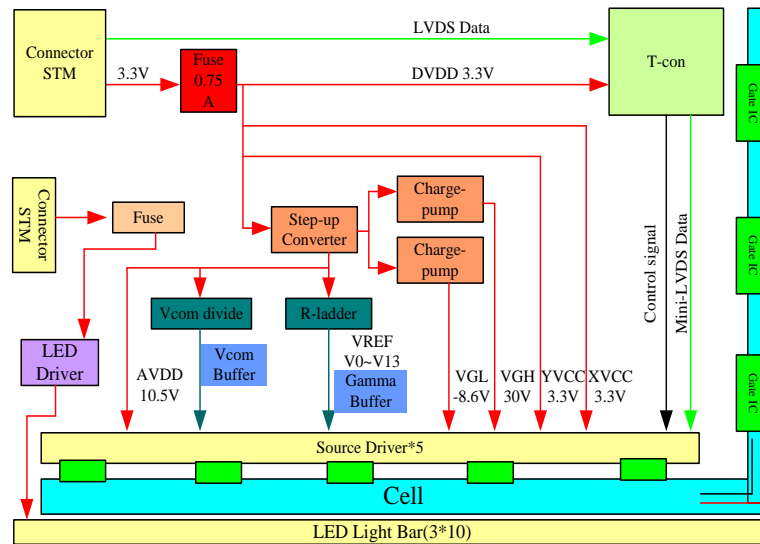 Connector
STM
LVDS Data
3.3V
Fuse
0.75
A
DVDD 3.3V
T-con
Gate IC
Connector
STM
Fuse
Step-up
Converter
Charge-
pump
Charge-
pump
Control signal
Mini-LVDS Data
Gate IC
Vcom divide
R-ladder
LED
Driver
AVDD
10.5V
Vcom
Buffer
VREF
V0~V13
Gamma
Buffer
VGL
-8.6V
VGH
30V
YVCC
3.3V
XVCC
3.3V
Gate IC
Source Driver*5
Cell
LED Light Bar(3*10)